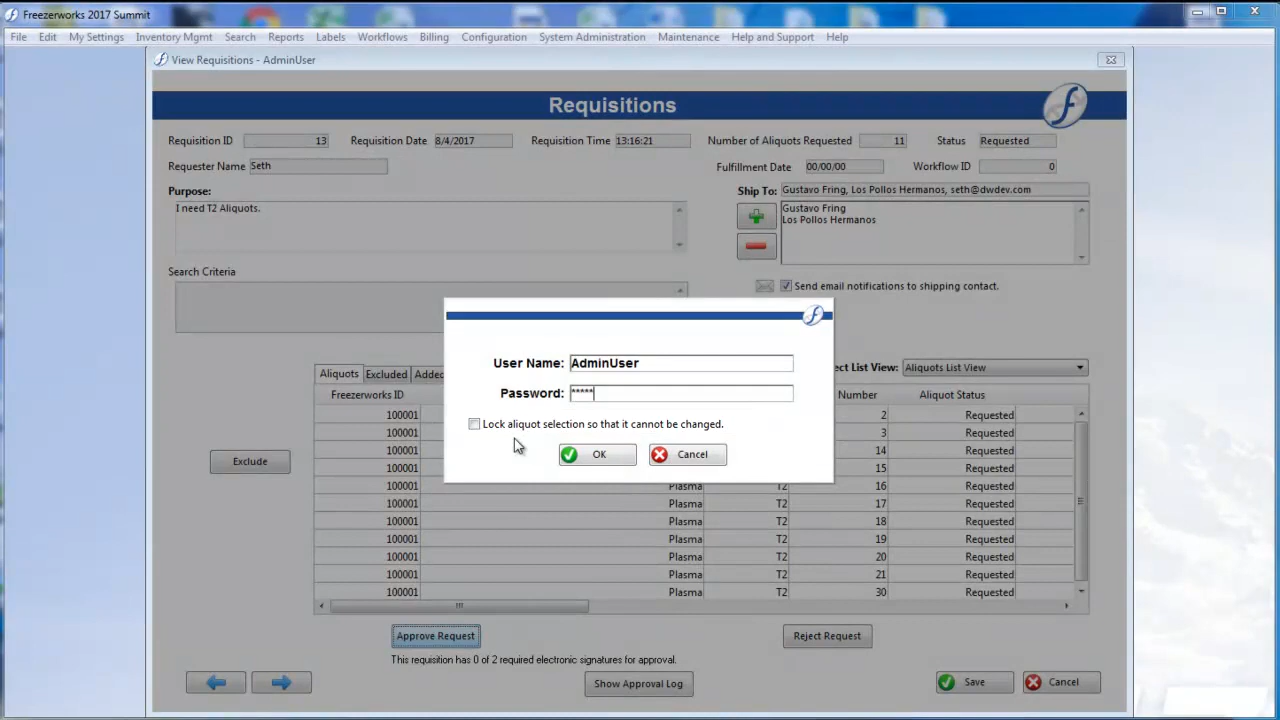 Freezerworks 2017 Summit
File Edit My Settings Inventory Mgmt Search Reports Labels Workflows Billing Configuration System Administration Maintenance Help and Support Help
View Requisitions - AdminUser
Requisitions
Requisition ID 13 Requisition Date 8/4/2017 Requisition Time 13:16:21 Number of Aliquots Requested 11 Status Requested
Requester Name Seth Fulfillment Date 00/00/00 Workflow ID 0
Purpose: Ship To: Gustavo Fring, Los Pollos Hermanos, seth@dwdev.com
I need T2 Aliquots. Gustavo Fring
Los Pollos Hermanos
Search Criteria
Send email notifications to shipping contact.
User Name: AdminUser
Password: *****
Lock aliquot selection so that it cannot be changed.
OK Cancel
Aliquots Excluded Added ect List View: Aliquots List View
Freezerworks ID Number Aliquot Status
100001 2 Requested
100001 3 Requested
100001 14 Requested
Exclude
100001 15 Requested
100001 Plasma T2 16 Requested
100001 Plasma T2 17 Requested
100001 Plasma T2 18 Requested
100001 Plasma T2 19 Requested
100001 Plasma T2 20 Requested
100001 Plasma T2 21 Requested
100001 Plasma T2 30 Requested
Approve Request Reject Request
This requisition has 0 of 2 required electronic signatures for approval.
Show Approval Log Save Cancel